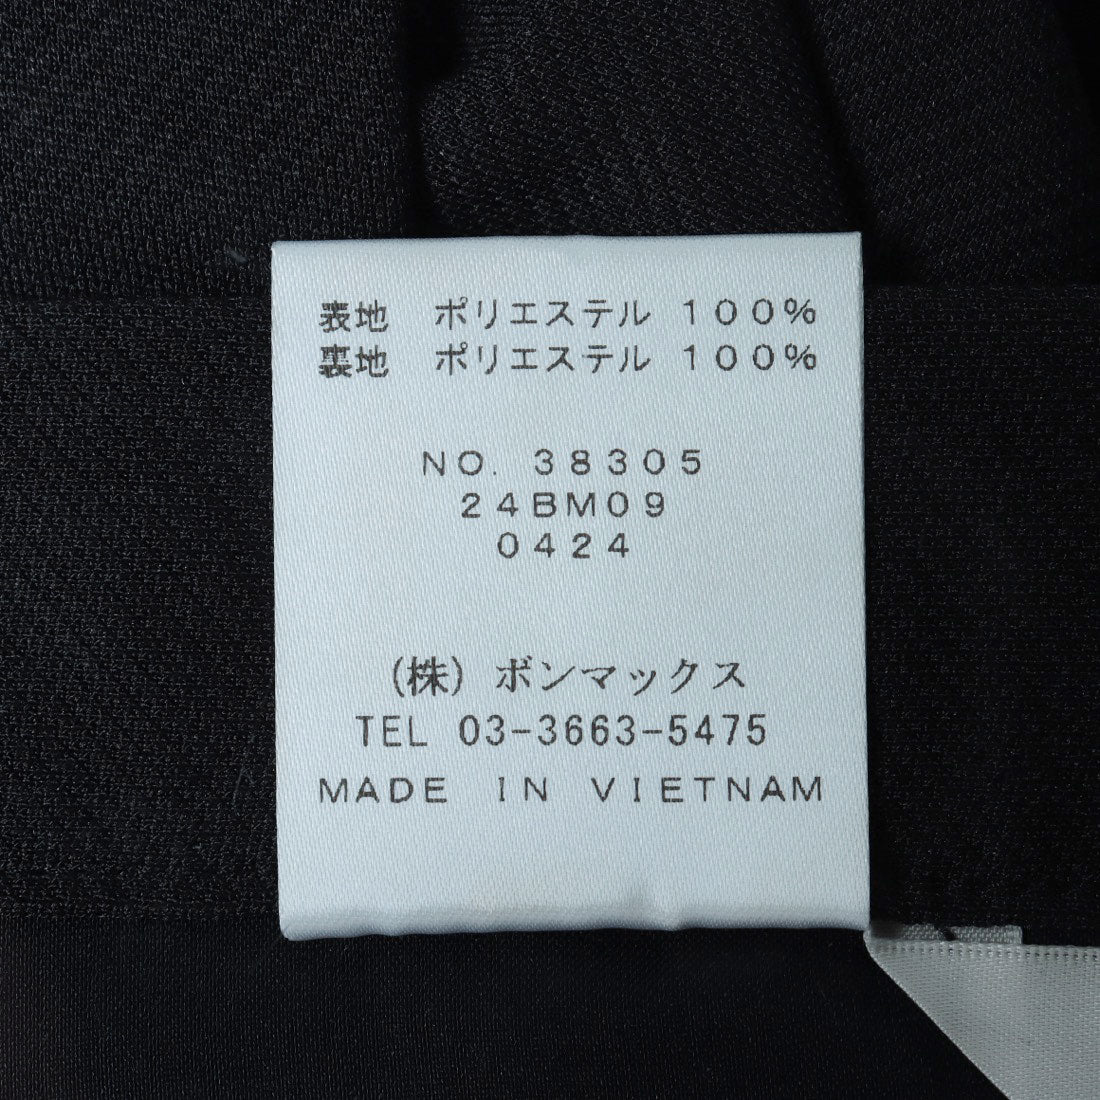 表地 ポリエステル 100%
裏地 ポリエステル 100%
NO. 38305
24BM09
0424
(株) ボンマックス
TEL 03-3663-5475
MADE IN VIETNAM